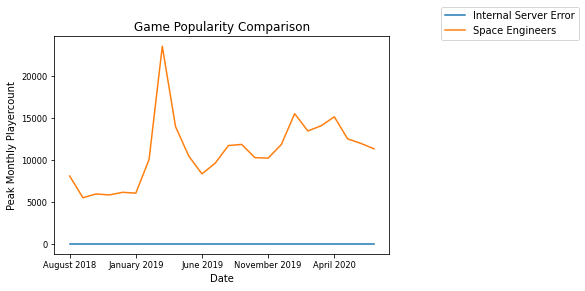 Internal Server Error
Space Engineers
Game Popularity Comparison
Peak Monthly Playercount
20000
15000
10000
5000
0
August 2018 January 2019 June 2019 November 2019 April 2020
Date